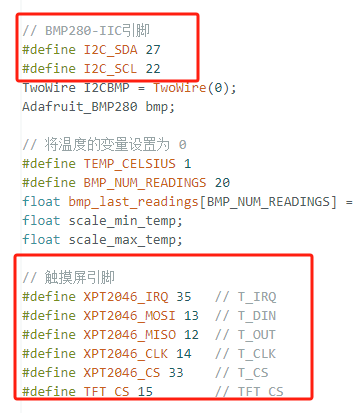 // BMP280-IIC引脚
#define I2C_SDA 27
#define I2C_SCL 22
TwoWire I2CBMP = TwoWire(0);
Adafruit_BMP280 bmp;
// 将温度的变量设置为 0
#define TEMP_CELSIUS 1
#define BMP_NUM_READINGS 20
float bmp_last_readings[BMP_NUM_READINGS] =
float scale_min_temp;
float scale_max_temp;
// 触摸屏引脚
#define XPT2046_IRQ 35   // T_IRQ
#define XPT2046_MOSI 13  // T_DIN
#define XPT2046_MISO 12  // T_OUT
#define XPT2046_CLK 14   // T_CLK
#define XPT2046_CS 33    // T_CS
#define TFT_CS 15        // TFT CS